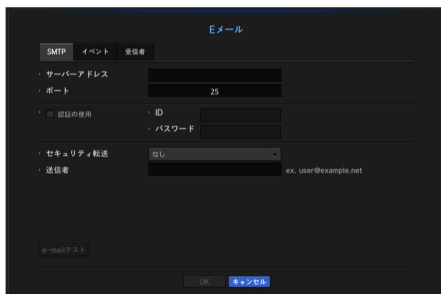 Eメール
SMTP イベント 受信者
サーバーアドレス
ポート 25
認証の使用 ID
パスワード
セキュリティ転送 なし
送信者 ex. user@example.net
e-mailテスト
OK キャンセル